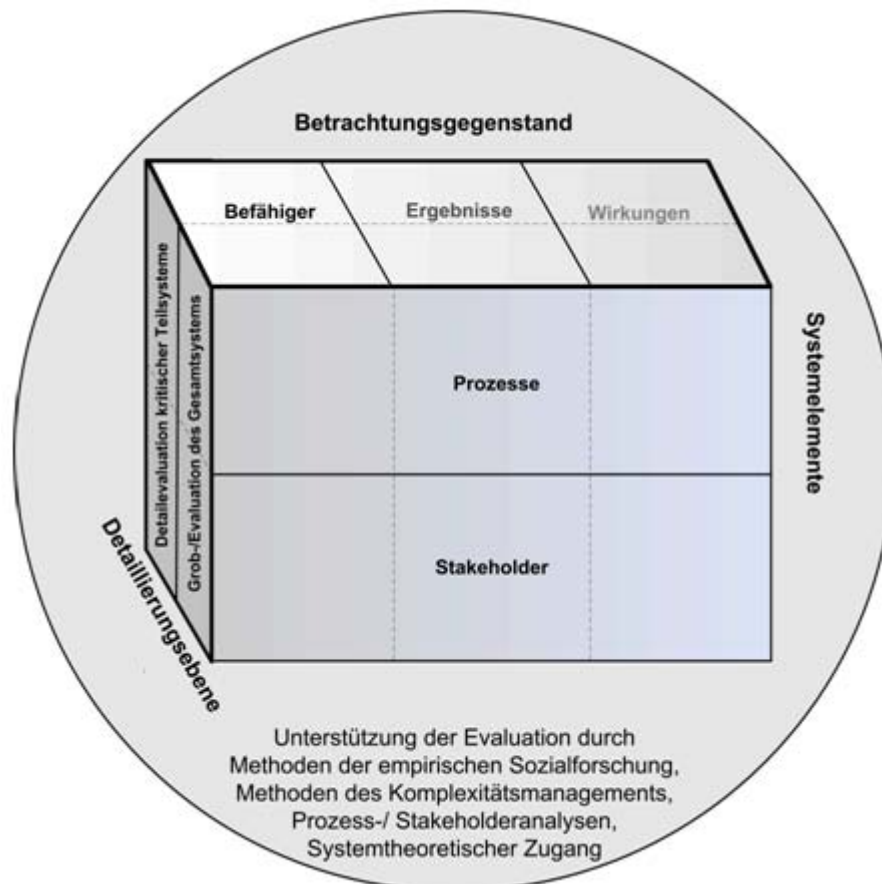 Betrachtungsgegenstand
Befähiger
Ergebnisse
Wirkungen
Detailevaluation kritischer Teilsysteme
Grob-/Evaluation des Gesamtsystems
Prozesse
Systemelemente
Stakeholder
Detaillierungsebene
Unterstützung der Evaluation durch
Methoden der empirischen Sozialforschung,
Methoden des Komplexitätsmanagements,
Prozess-/ Stakeholderanalysen,
Systemtheoretischer Zugang